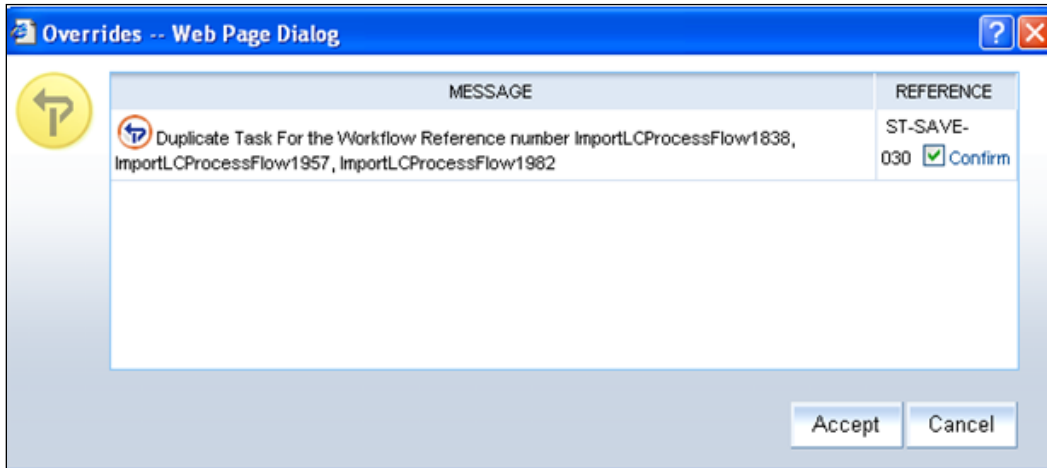 Overrides -- Web Page Dialog
MESSAGE
REFERENCE
Duplicate Task For the Workflow Reference number ImportLCProcessFlow1838,
ImportLCProcessFlow1957, ImportLCProcessFlow1982
ST-SAVE-
030 Confirm
Accept
Cancel